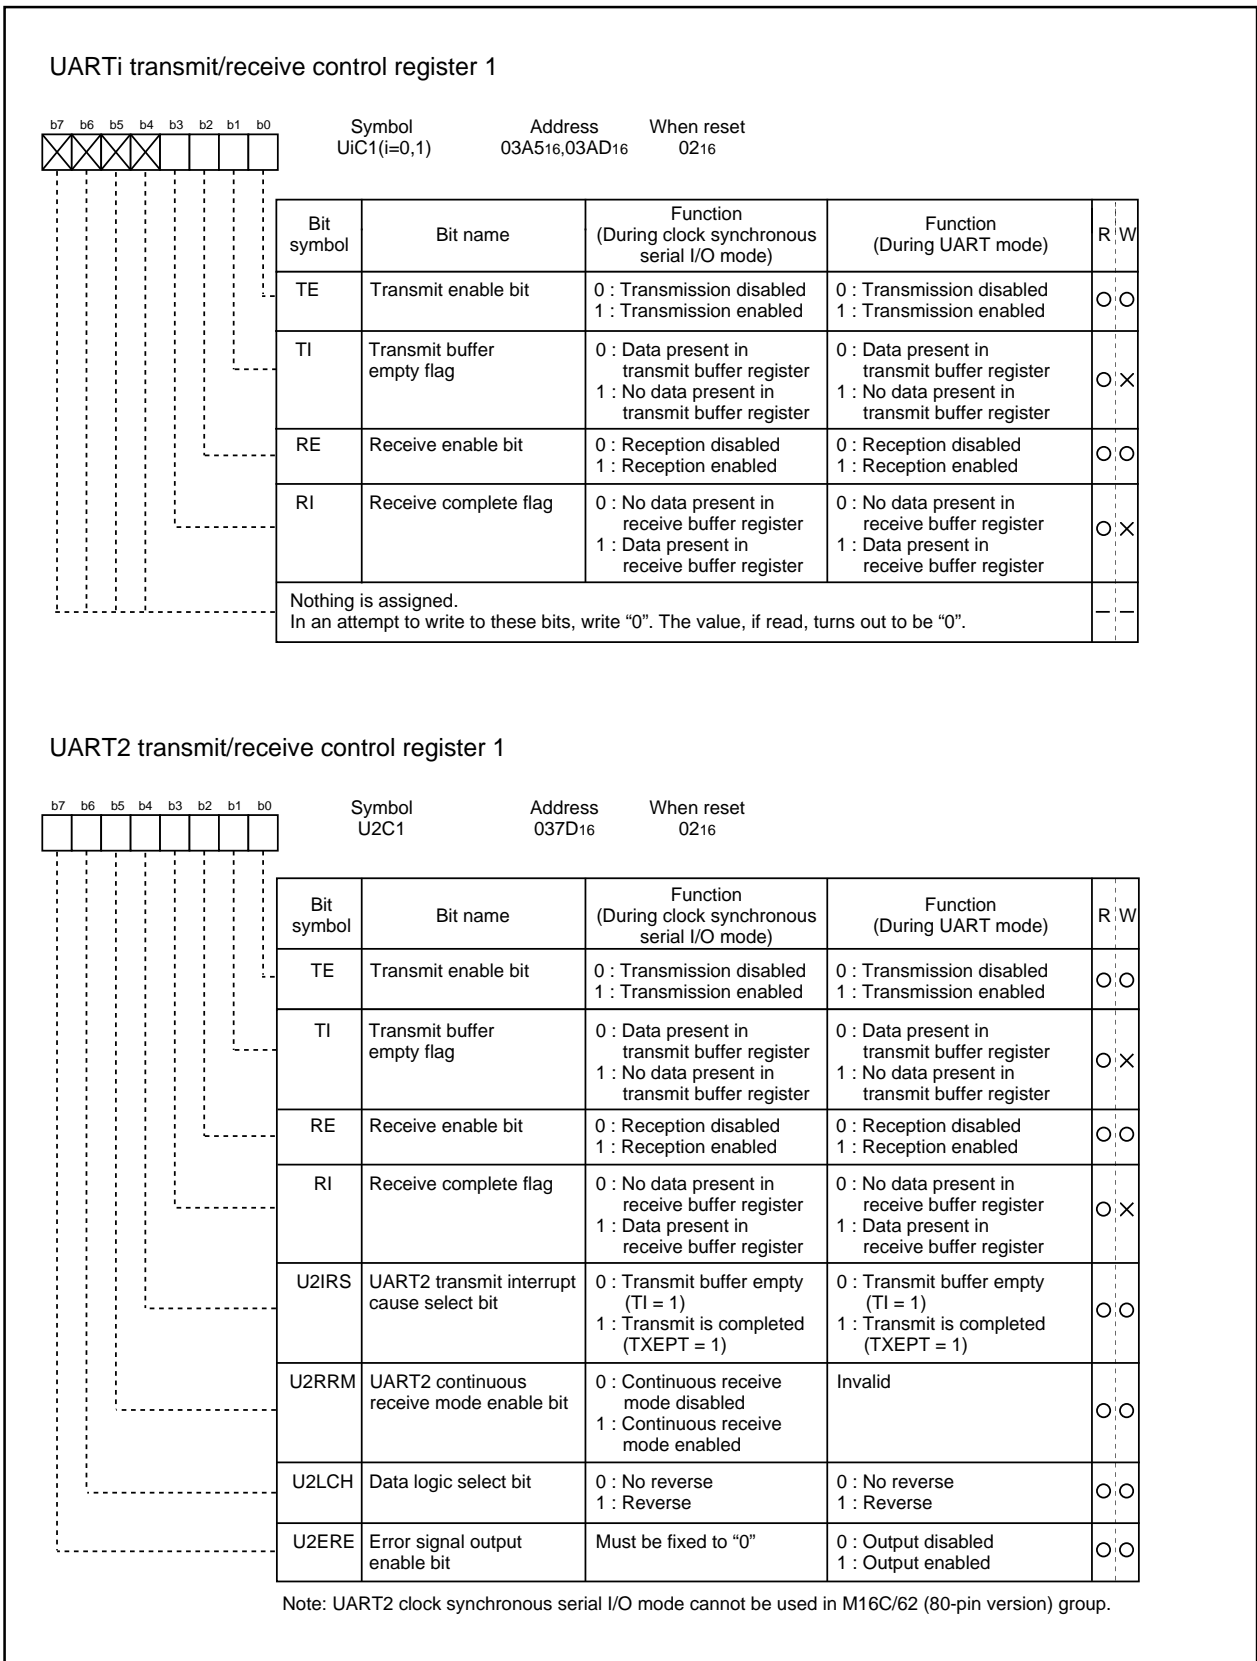 UARTi transmit/receive control register 1
b7 b6 b5 b4 b3 b2 b1 b0
Symbol Address When reset
UiC1(i=0,1) 03A516,03AD16 0216
Bit symbol Bit name Function (During clock synchronous serial I/O mode) Function (During UART mode) R W
TE Transmit enable bit 0 : Transmission disabled 0 : Transmission disabled
1 : Transmission enabled 1 : Transmission enabled
TI Transmit buffer 0 : Data present in 0 : Data present in
empty flag transmit buffer register transmit buffer register
1 : No data present in 1 : No data present in
transmit buffer register transmit buffer register
RE Receive enable bit 0 : Reception disabled 0 : Reception disabled
1 : Reception enabled 1 : Reception enabled
RI Receive complete flag 0 : No data present in 0 : No data present in
receive buffer register receive buffer register
1 : Data present in 1 : Data present in
receive buffer register receive buffer register
Nothing is assigned.
In an attempt to write to these bits, write “0”. The value, if read, turns out to be “0”.
UART2 transmit/receive control register 1
b7 b6 b5 b4 b3 b2 b1 b0
Symbol Address When reset
U2C1 037D16 0216
Bit symbol Bit name Function (During clock synchronous serial I/O mode) Function (During UART mode) R W
TE Transmit enable bit 0 : Transmission disabled 0 : Transmission disabled
1 : Transmission enabled 1 : Transmission enabled
TI Transmit buffer 0 : Data present in 0 : Data present in
empty flag transmit buffer register transmit buffer register
1 : No data present in 1 : No data present in
transmit buffer register transmit buffer register
RE Receive enable bit 0 : Reception disabled 0 : Reception disabled
1 : Reception enabled 1 : Reception enabled
RI Receive complete flag 0 : No data present in 0 : No data present in
receive buffer register receive buffer register
1 : Data present in 1 : Data present in
receive buffer register receive buffer register
U2IRS UART2 transmit interrupt 0 : Transmit buffer empty 0 : Transmit buffer empty
cause select bit (TI = 1) (TI = 1)
1 : Transmit is completed 1 : Transmit is completed
(TXEPT = 1) (TXEPT = 1)
U2RRM UART2 continuous 0 : Continuous receive Invalid
receive mode enable bit mode disabled
1 : Continuous receive
mode enabled
U2LCH Data logic select bit 0 : No reverse 0 : No reverse
1 : Reverse 1 : Reverse
U2ERE Error signal output Must be fixed to “0” 0 : Output disabled
enable bit 1 : Output enabled
Note: UART2 clock synchronous serial I/O mode cannot be used in M16C/62 (80-pin version) group.